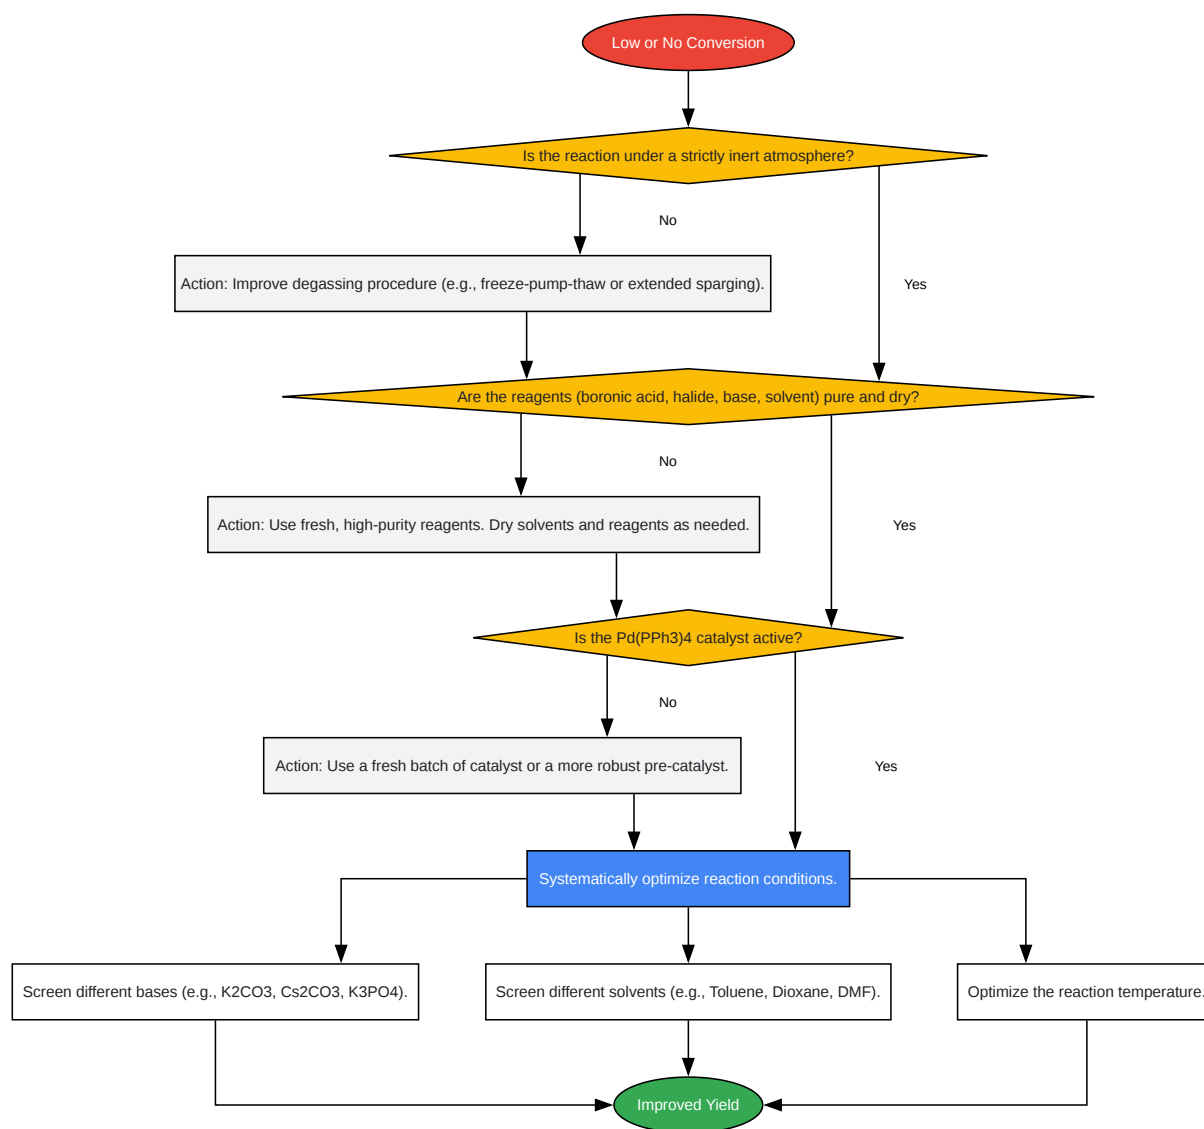 Low or No Conversion
Is the reaction under a strictly inert atmosphere?
No
Action: Improve degassing procedure (e.g., freeze-pump-thaw or extended sparging).
Yes
Are the reagents (boronic acid, halide, base, solvent) pure and dry?
No
Action: Use fresh, high-purity reagents. Dry solvents and reagents as needed.
Yes
Is the Pd(PPh3)4 catalyst active?
No
Action: Use a fresh batch of catalyst or a more robust pre-catalyst.
Yes
Systematically optimize reaction conditions.
Screen different bases (e.g., K2CO3, Cs2CO3, K3PO4).
Screen different solvents (e.g., Toluene, Dioxane, DMF).
Optimize the reaction temperature.
Improved Yield